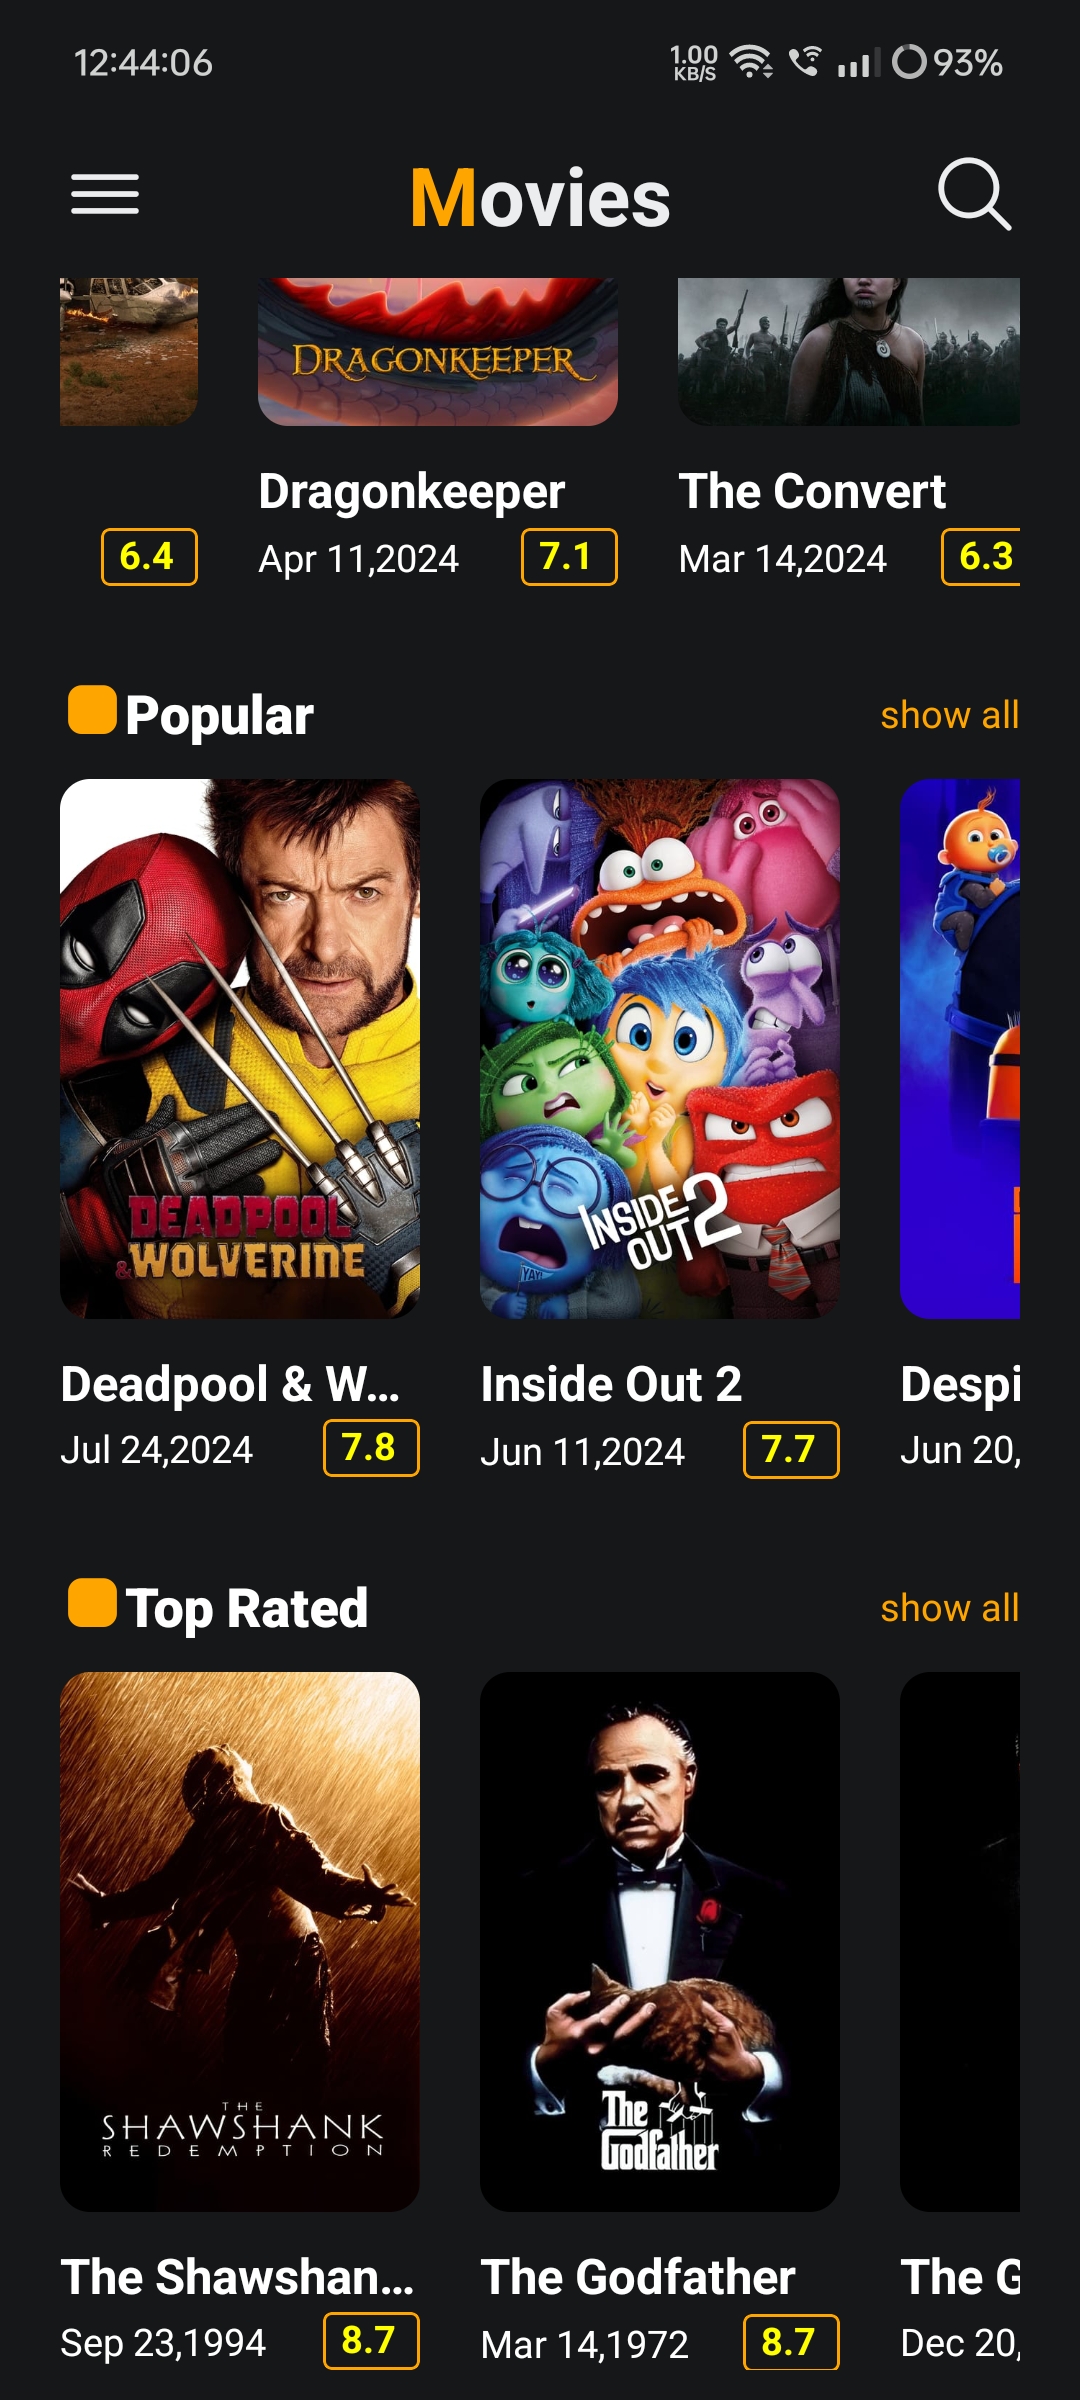 12:44:06 1.00 KB/S 93%
Movies
DRAGONKEEPER
Dragonkeeper The Convert
6.4 Apr 11,2024 7.1 Mar 14,2024 6.3
Popular show all
DEADPOOL
&WOLVERINE
YAY!
INSIDE
OUT 2
Deadpool & W... Inside Out 2 Despi
Jul 24,2024 7.8 Jun 11,2024 7.7 Jun 20,
Top Rated show all
THE
SHAWSHANK
REDEMPTION
The
Godfather
The Shawshan... The Godfather The G
Sep 23,1994 8.7 Mar 14,1972 8.7 Dec 20,